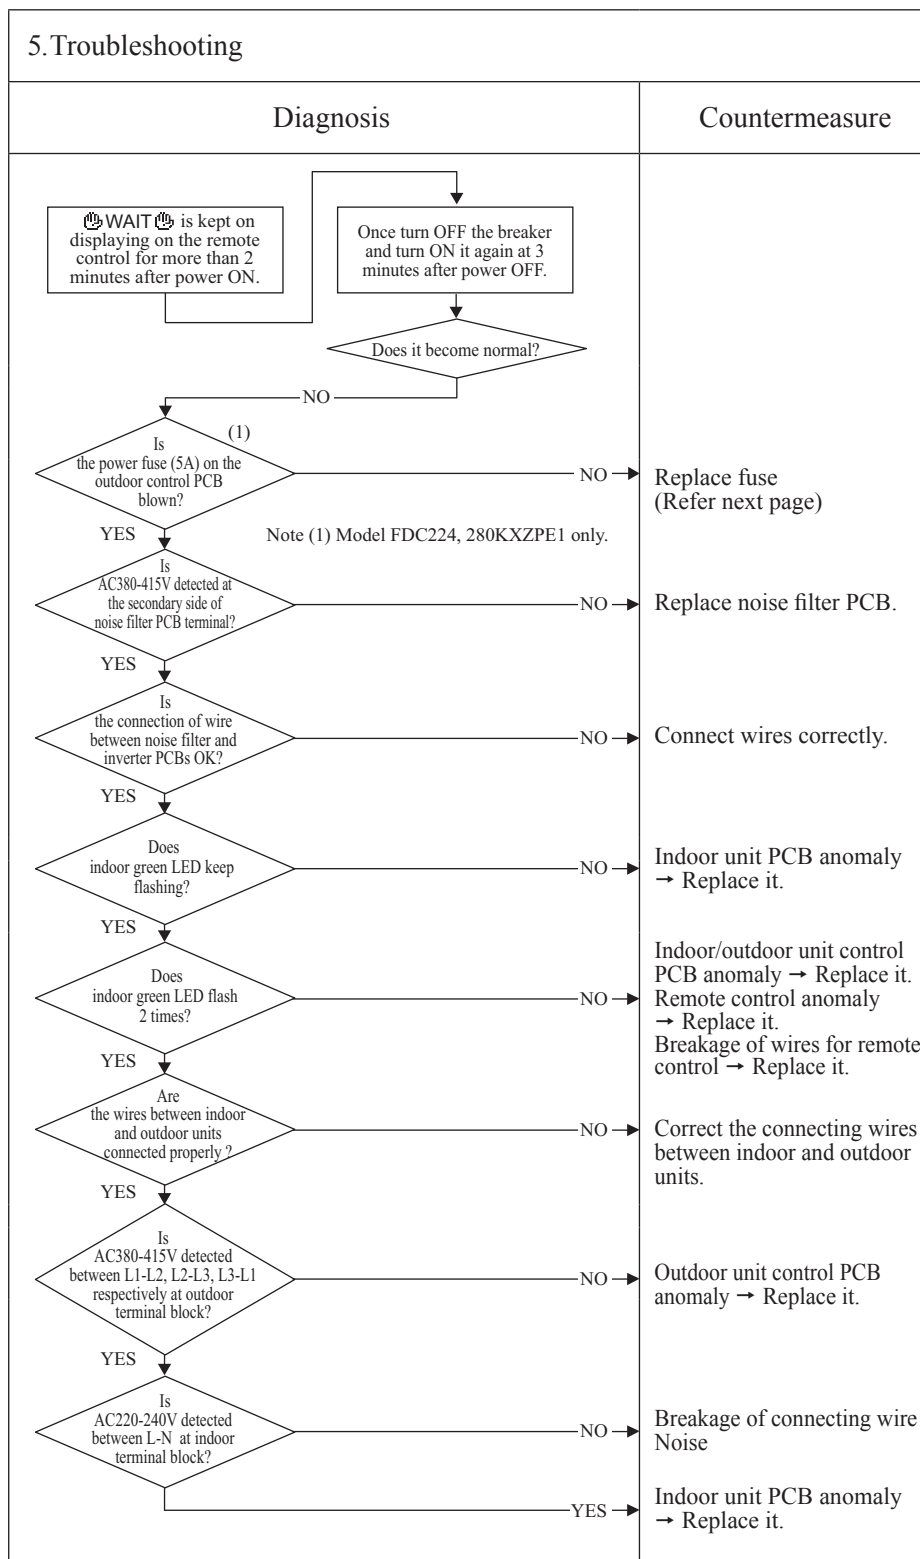 5.Troubleshooting
Diagnosis
Countermeasure
WAIT is kept on
displaying on the remote
control for more than 2
minutes after power ON.
Once turn OFF the breaker
and turn ON it again at 3
minutes after power OFF.
Does it become normal?
NO
(1)
Is
the power fuse (5A) on the
outdoor control PCB
blown?
NO
Replace fuse
(Refer next page)
YES
Note (1) Model FDC224, 280KXZPE1 only.
Is
AC380-415V detected at
the secondary side of
noise filter PCB terminal?
NO
Replace noise filter PCB.
YES
Is
the connection of wire
between noise filter and
inverter PCBs OK?
NO
Connect wires correctly.
YES
Does
indoor green LED keep
flashing?
NO
Indoor unit PCB anomaly
→ Replace it.
YES
Does
indoor green LED flash
2 times?
NO
Indoor/outdoor unit control
PCB anomaly → Replace it.
Remote control anomaly
→ Replace it.
Breakage of wires for remote
control → Replace it.
YES
Are
the wires between indoor
and outdoor units
connected properly ?
NO
Correct the connecting wires
between indoor and outdoor
units.
YES
Is
AC380-415V detected
between L1-L2, L2-L3, L3-L1
respectively at outdoor
terminal block?
NO
Outdoor unit control PCB
anomaly → Replace it.
YES
Is
AC220-240V detected
between L-N at indoor
terminal block?
NO
Breakage of connecting wire
Noise
YES
Indoor unit PCB anomaly
→ Replace it.